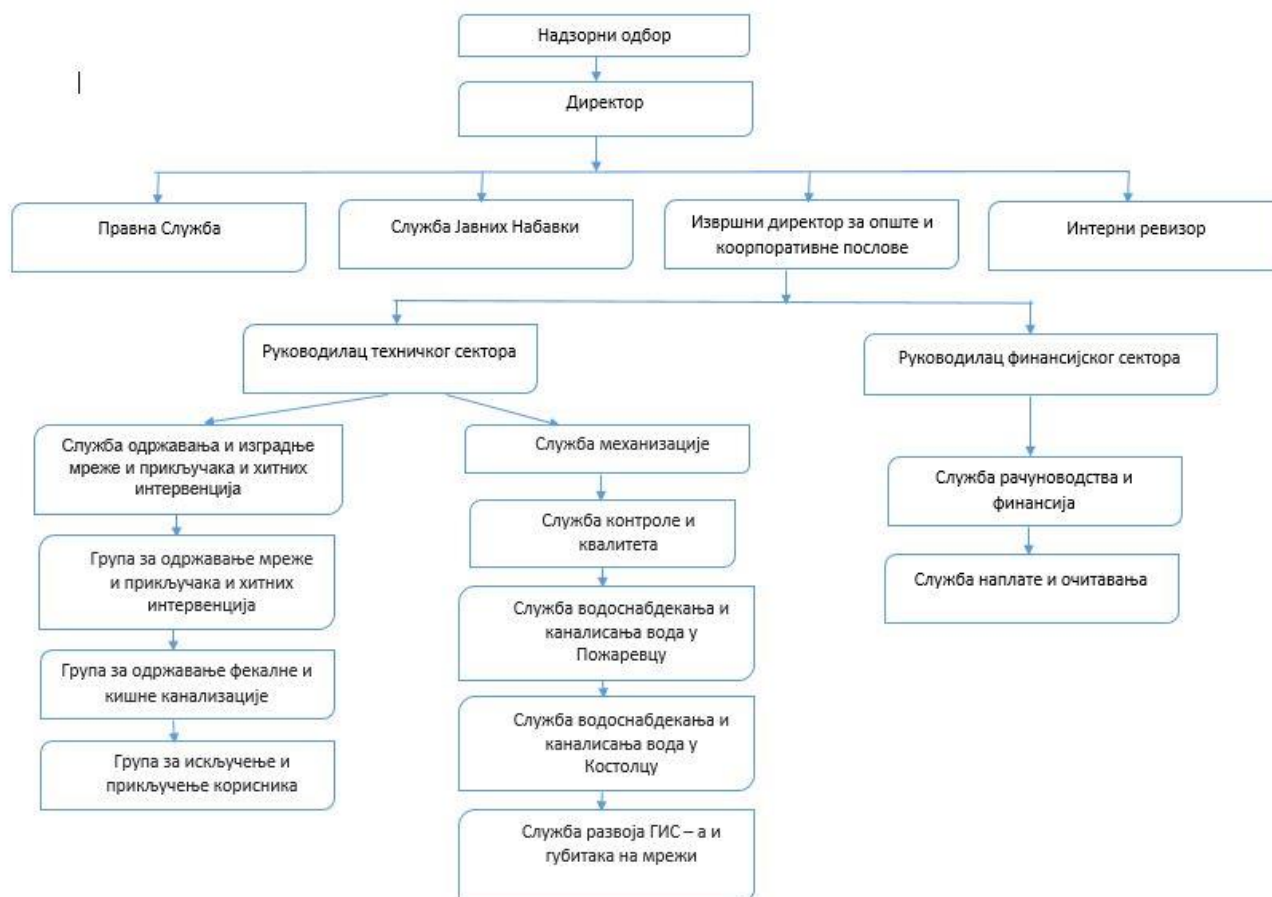 Надзорни одбор
Директор
Правна Служба
Служба Јавних Набавки
Извршни директор за опште и
коорпоративне послове
Интерни ревизор
Руководилац техничког сектора
Руководилац финансијског сектора
Служба одржавања и изградње
мреже и прикључака и хитних
интервенција
Група за одржавање мреже
и прикључака и хитних
интервенција
Група за одржавање фекалне и
кишне канализације
Група за искључење и
прикључење корисника
Служба механизације
Служба контроле и
квалитета
Служба водоснабдекања и
каналисања вода у
Пожаревцу
Служба водоснабдекања и
каналисања вода у
Костолцу
Служба развоја ГИС – а и
губитака на мрежи
Служба рачуноводства и
финансија
Служба наплате и очитавања